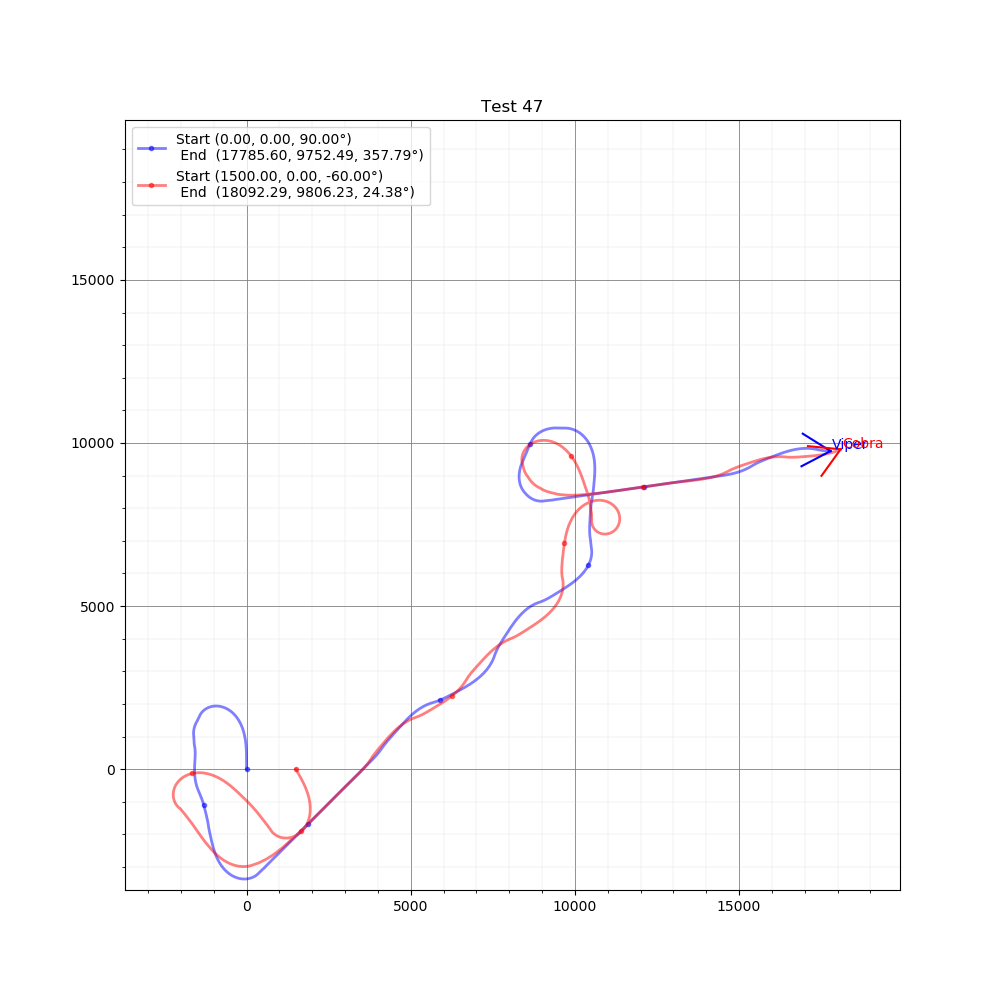 Test 47
Start (0.00, 0.00, 90.00°)
End (17785.60, 9752.49, 357.79°)
Start (1500.00, 0.00, -60.00°)
End (18092.29, 9806.23, 24.38°)
15000
10000
5000
0
Viper
Cobra
0
5000
10000
15000